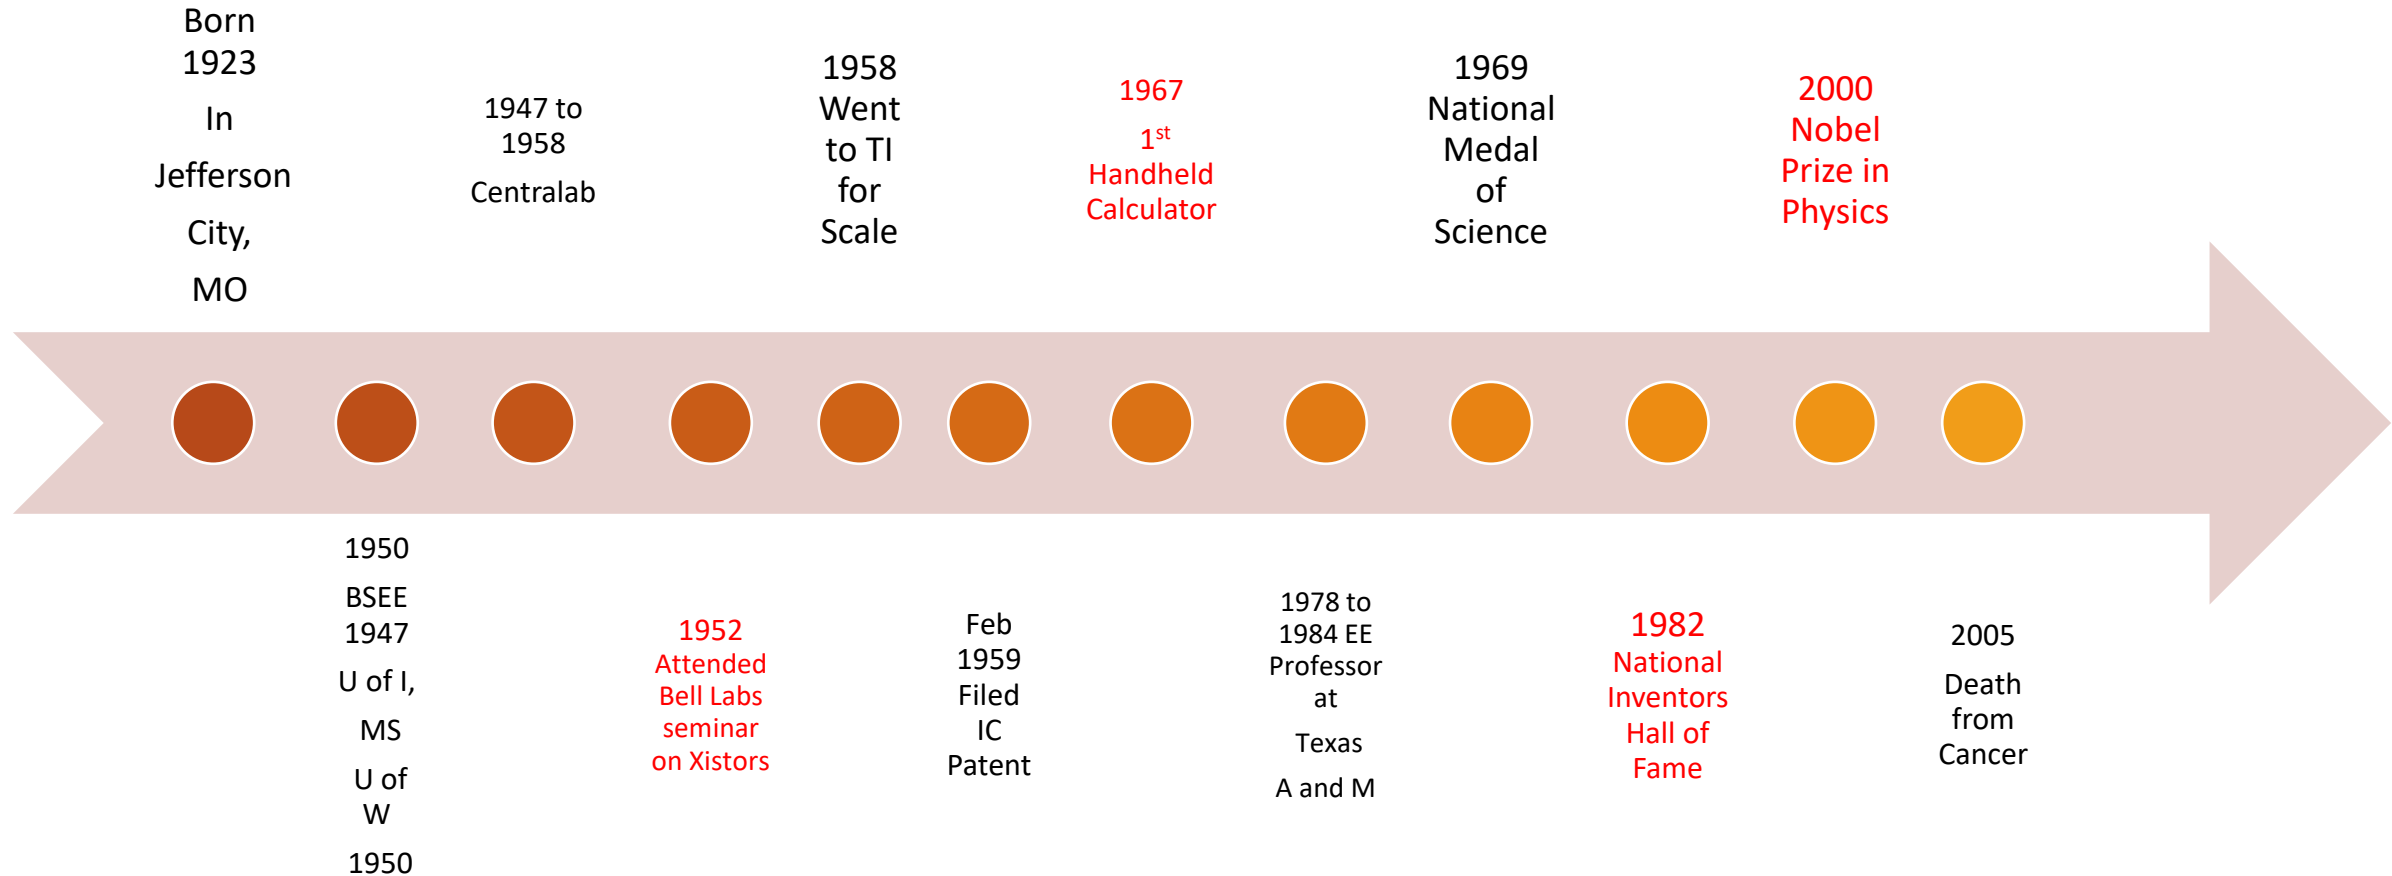 Born
1923
In
Jefferson
City,
MO
1950
BSEE
1947
U of I,
MS
U of
W
1950
1947 to
1958
Centralab
1952
Attended
Bell Labs
seminar
on Xistors
1958
Went
to TI
for
Scale
Feb
1959
Filed
IC
Patent
1967
1st
Handheld
Calculator
1978 to
1984 EE
Professor
at
Texas
A and M
1969
National
Medal
of
Science
1982
National
Inventors
Hall of
Fame
2000
Nobel
Prize in
Physics
2005
Death
from
Cancer